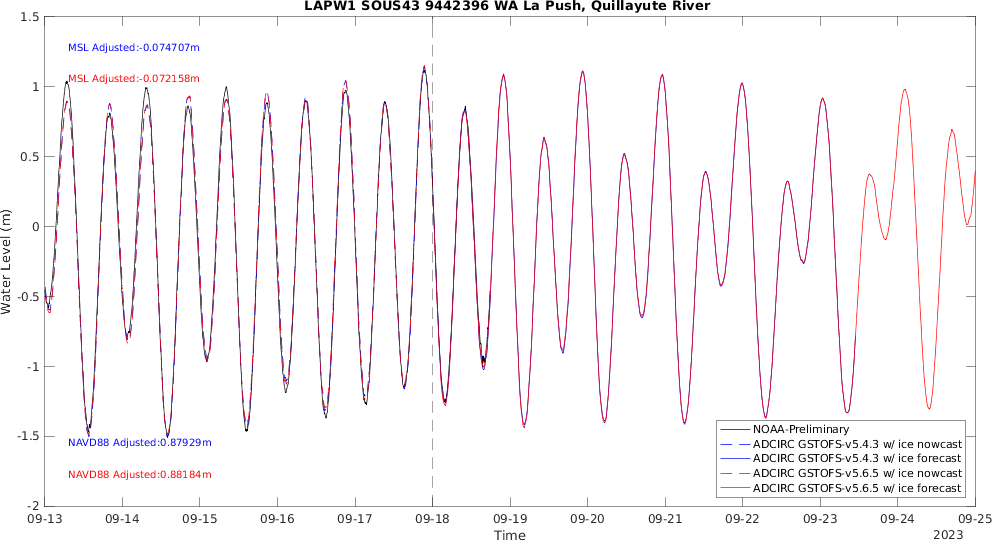 LAPW1 SOUS43 9442396 WA La Push, Quillayute River
1.5
MSL Adjusted:-0.074707m
MSL Adjusted:-0.072158m
1
0.5
0
-0.5
-1
-1.5
-2
Water Level (m)
NAVD88 Adjusted:0.87929m
NAVD88 Adjusted:0.88184m
NOAA-Preliminary
ADCIRC GSTOFS-v5.4.3 w/ ice nowcast
ADCIRC GSTOFS-v5.4.3 w/ ice forecast
ADCIRC GSTOFS-v5.6.5 w/ ice nowcast
ADCIRC GSTOFS-v5.6.5 w/ ice forecast
09-13 09-14 09-15 09-16 09-17 09-18 09-19 09-20 09-21 09-22 09-23 09-24 09-25
Time
2023